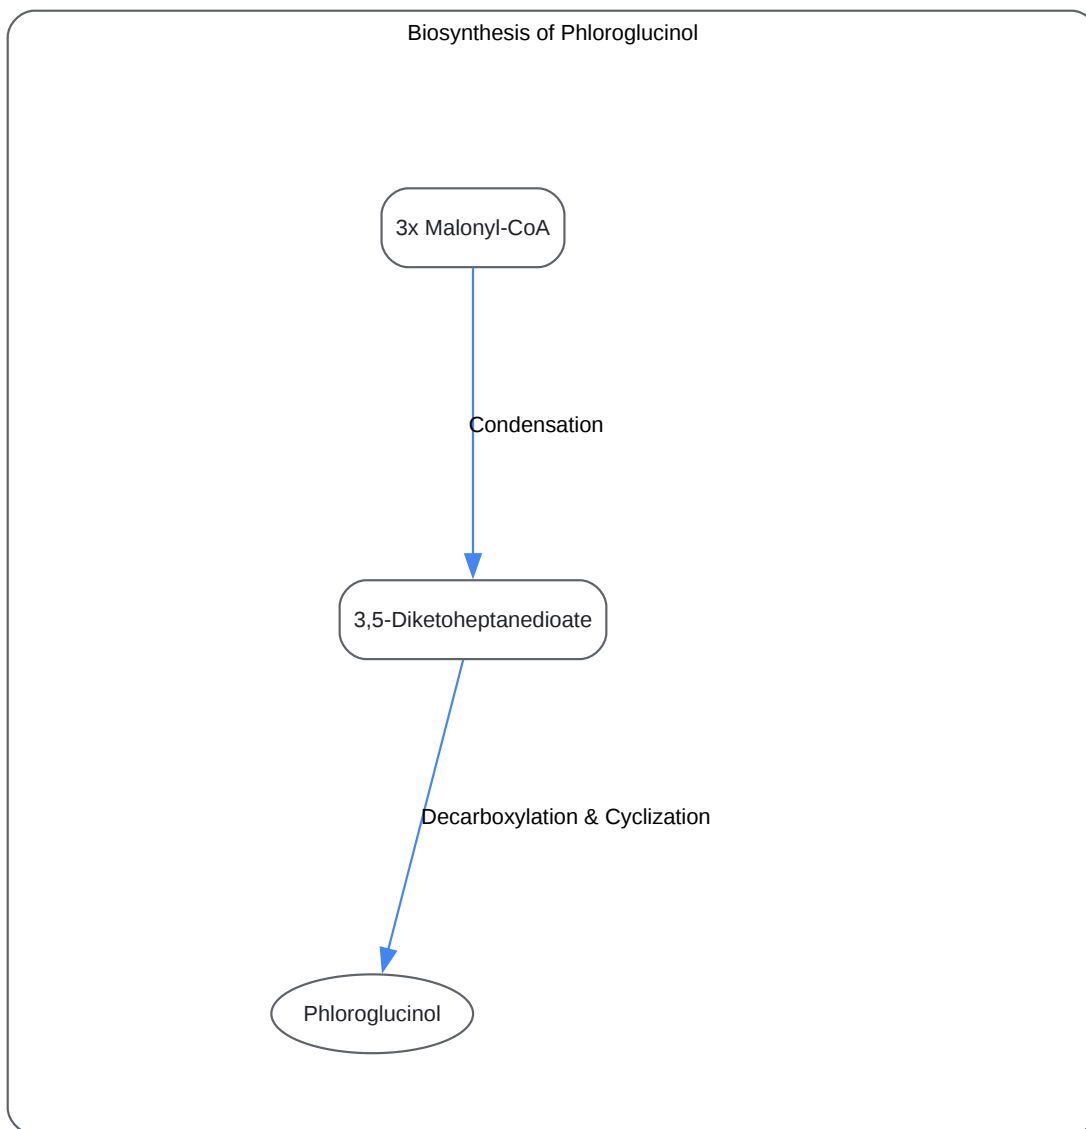 Biosynthesis of Phloroglucinol
3x Malonyl-CoA
Condensation
3,5-Diketoheptanedioate
Decarboxylation & Cyclization
Phloroglucinol